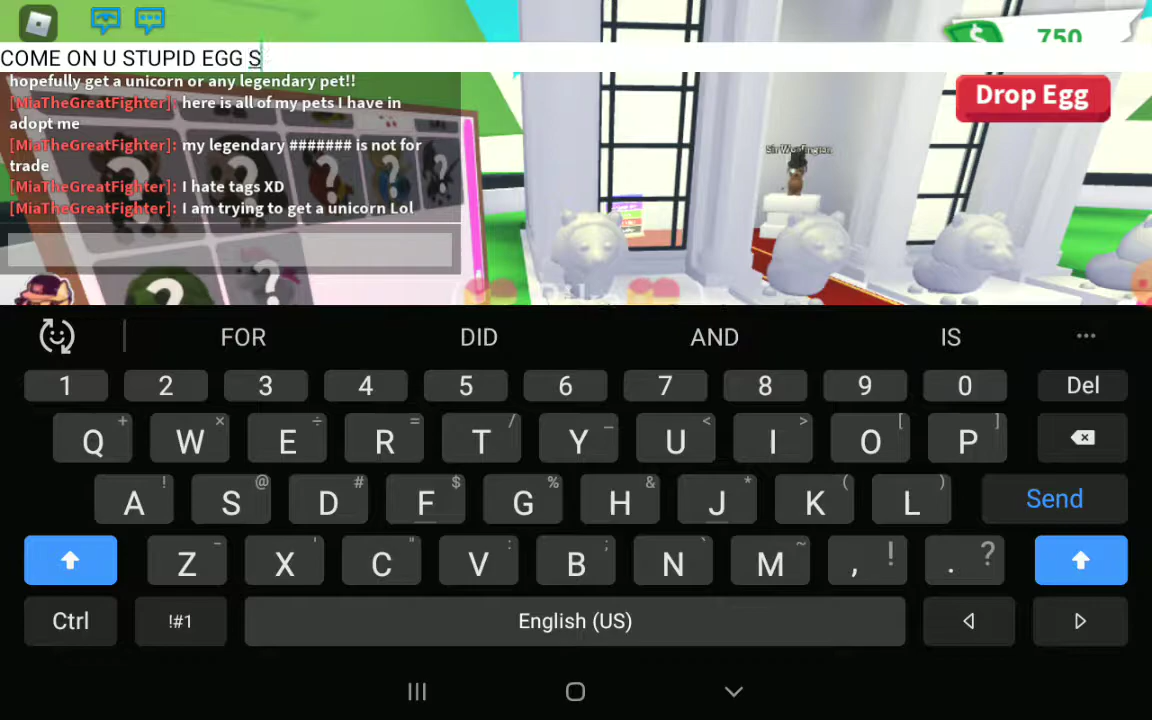 750
COME ON U STUPID EGG S
hopefully get a unicorn or any legendary pet!!
[MiaTheGreatFighter]: here is all of my pets I have in
adopt me
[MiaTheGreatFighter]: my legendary ####### is not for
trade
[MiaTheGreatFighter]: I hate tags XD
[MiaTheGreatFighter]: I am trying to get a unicorn Lol
Drop Egg
? ? ? ? ?
? ?
FOR DID AND IS ...
1 2 3 4 5 6 7 8 9 0 Del
Q + W × E ÷ R = T / Y _ U < I > O [ P ]
A ! S @ D # F $ G % H & J * K ( L ) Send
Z - X ' C " V : B ; N ` M ~ , ! . ?
Ctrl !#1 English (US)